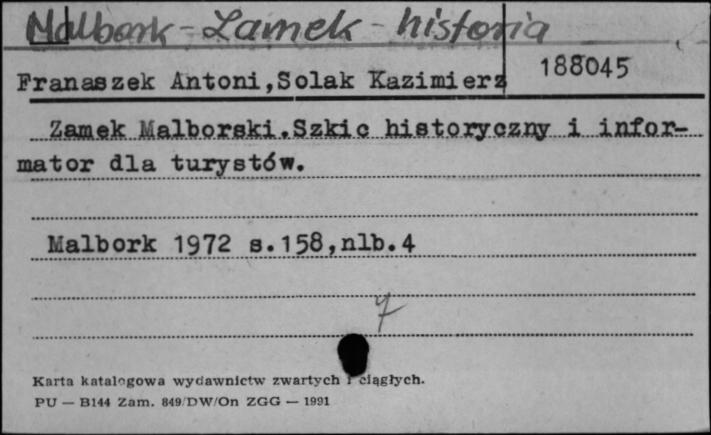 Malbork - Zamek - historia
Franaszek Antoni,Solak Kazimierz
188045
Zamek Malborski.Szkic historyczny i infor-
mator dla turystów.
Malbork 1972 s.158,nlb.4
7
Karta katalogowa wydawnictw zwartych i ciągłych.
PU — B144 Zam. 849/DW/On ZGG — 1991